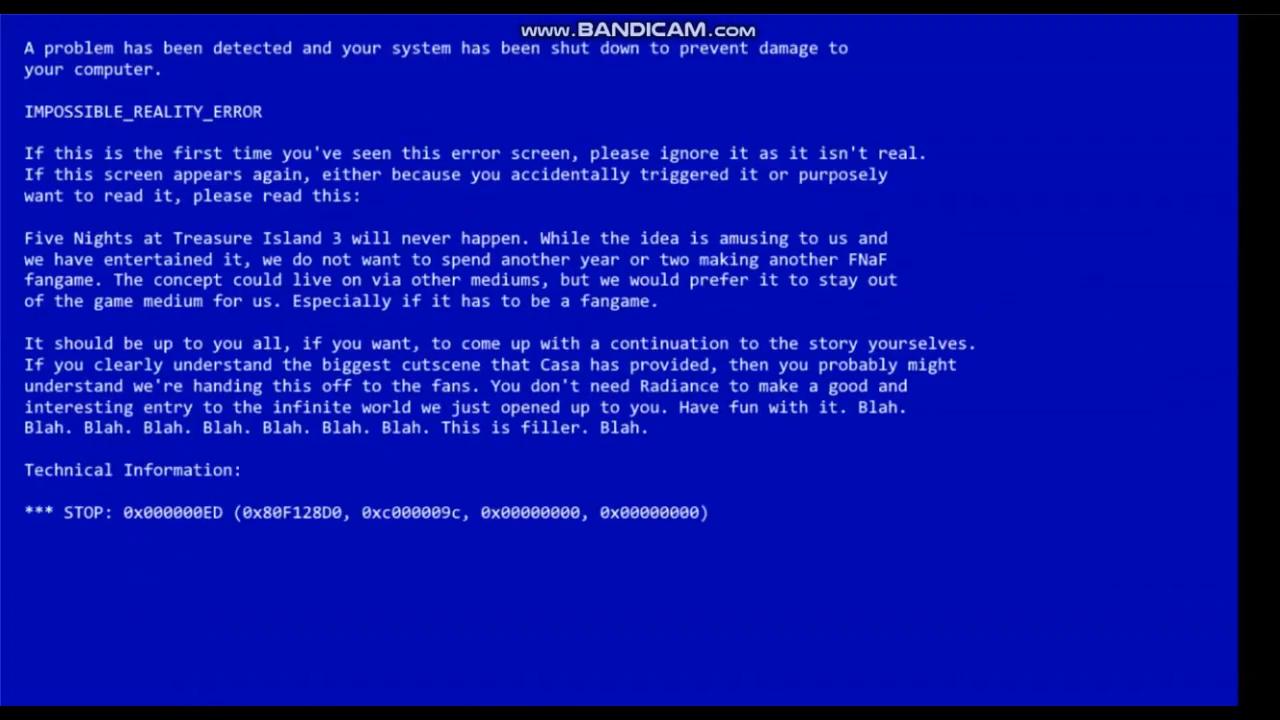 www.BANDICAM.com
A problem has been detected and your system has been shut down to prevent damage to
your computer.
IMPOSSIBLE_REALITY_ERROR
If this is the first time you've seen this error screen, please ignore it as it isn't real.
If this screen appears again, either because you accidentally triggered it or purposely
want to read it, please read this:
Five Nights at Treasure Island 3 will never happen. While the idea is amusing to us and
we have entertained it, we do not want to spend another year or two making another FNaF
fangame. The concept could live on via other mediums, but we would prefer it to stay out
of the game medium for us. Especially if it has to be a fangame.
It should be up to you all, if you want, to come up with a continuation to the story yourselves.
If you clearly understand the biggest cutscene that Casa has provided, then you probably might
understand we're handing this off to the fans. You don't need Radiance to make a good and
interesting entry to the infinite world we just opened up to you. Have fun with it. Blah.
Blah. Blah. Blah. Blah. Blah. Blah. Blah. This is filler. Blah.
Technical Information:
*** STOP: 0x000000ED (0x80F128D0, 0xc000009c, 0x00000000, 0x00000000)